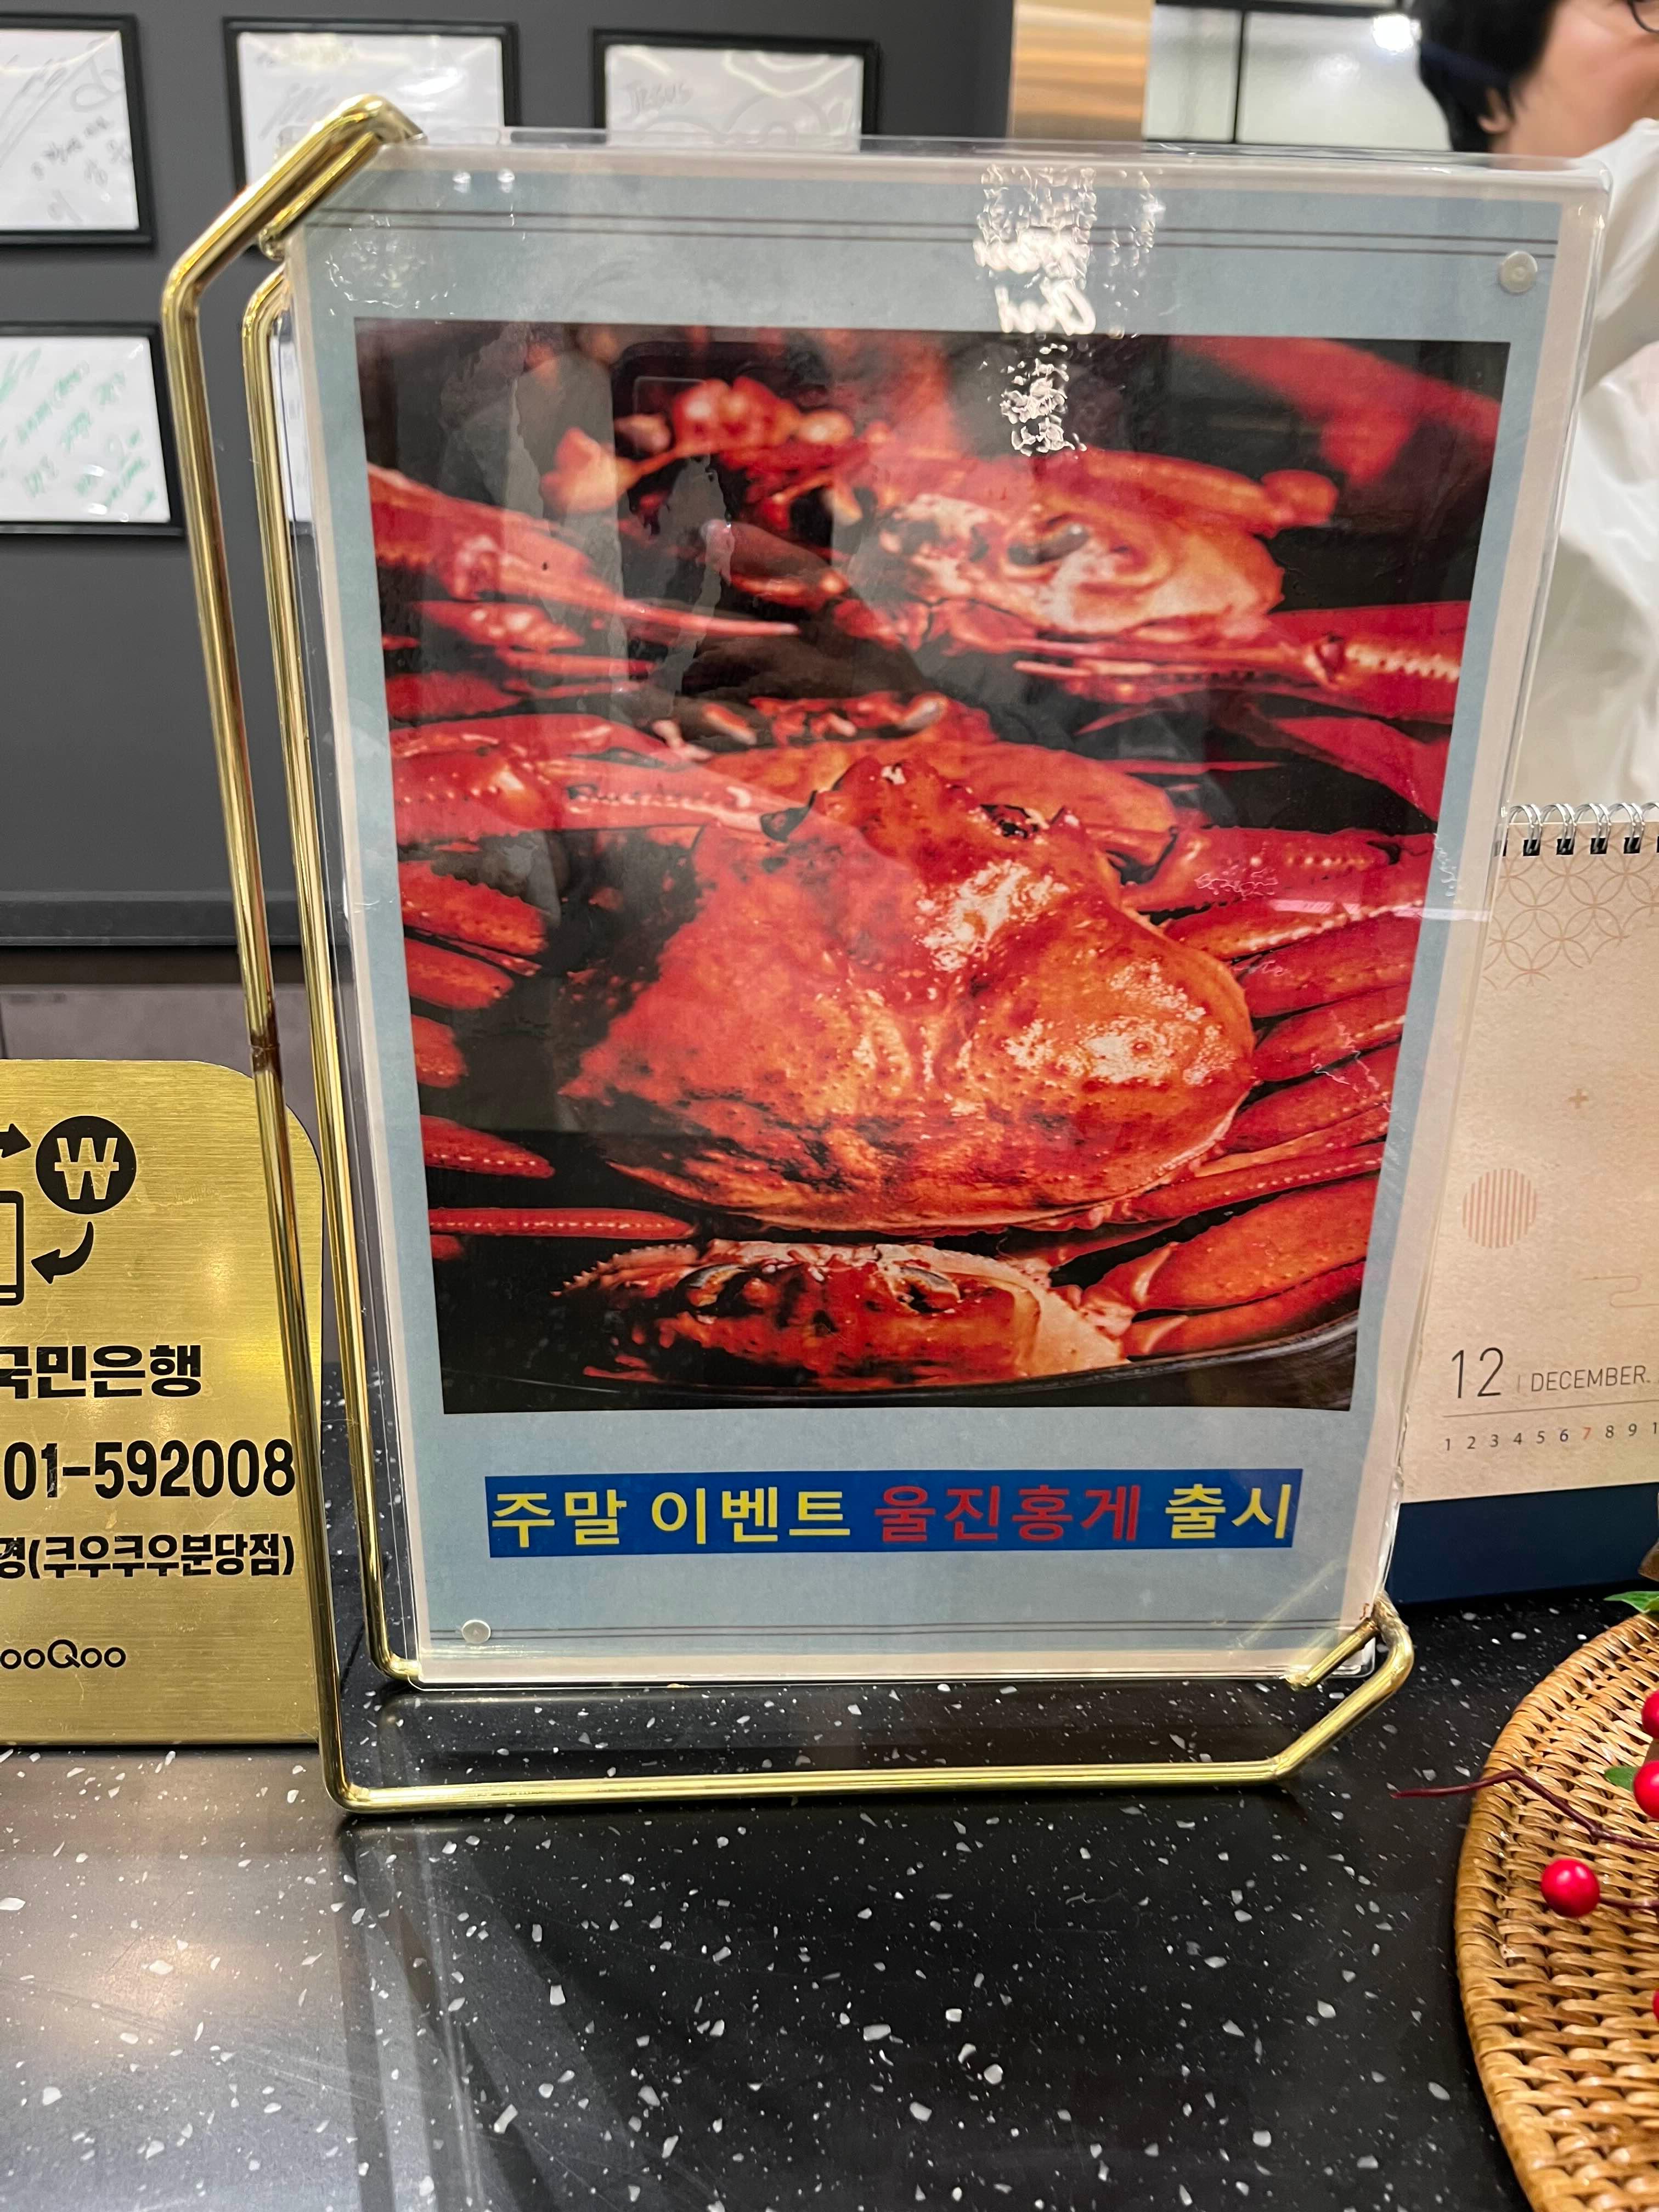 주말 이벤트 울진홍게 출시
국민은행
01-592008
경(쿠우쿠우분당점)
ooQoo
12 | DECEMBER.
1 2 3 4 5 6 7 8 9 1